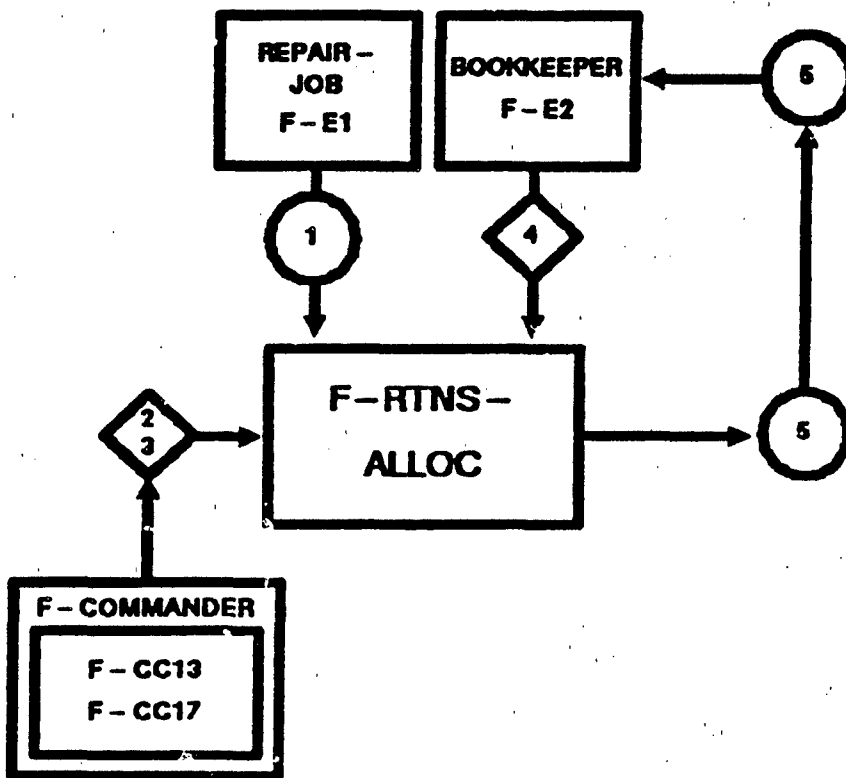 REPAIR –
JOB
F – E1
BOOKKEEPER
F – E2
5
1
4
F–RTNS–
ALLOC
2
3
5
F – COMMANDER
F – CC13
F – CC17